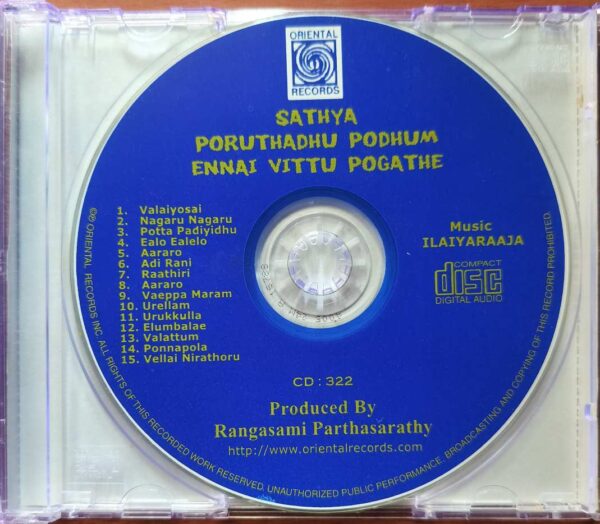 ORIENTAL
RECORDS
SATHYA
PORUTHADHU PODHUM
ENNAI VITTU POGATHE
1. Valaiyosai
2. Nagaru Nagaru
3. Potta Padiyidhu
4. Ealo Ealelo
5. Aararo
6. Adi Rani
7. Raathiri
8. Aararo
9. Vaeppa Maram
10. Urellam
11. Urukkulla
12. Elumbalae
13. Valattum
14. Ponnapola
15. Vellai Nirathoru
Music
ILAIYARAAJA
COMPACT
disc
DIGITAL AUDIO
CD : 322
Produced By
Rangasami Parthasarathy
http://www.orientalrecords.com
ORIENTAL RECORDS INC ALL RIGHTS OF THIS RECORDED WORK RESERVED. UNAUTHORIZED PUBLIC PERFORMANCE, BROADCASTING AND COPYING OF THIS RECORD PROHIBITED.